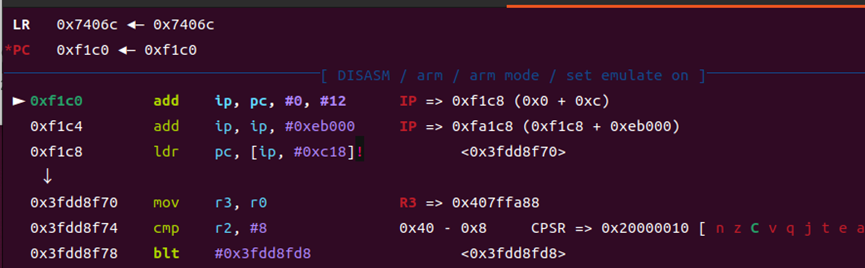 LR 0x7406c ◂— 0x7406c
*PC 0xf1c0 ◂— 0xf1c0
[ DISASM / arm / arm mode / set emulate on ]
► 0xf1c0 add ip, pc, #0, #12 IP => 0xf1c8 (0x0 + 0xc)
0xf1c4 add ip, ip, #0xeb000 IP => 0xfa1c8 (0xf1c8 + 0xeb000)
0xf1c8 ldr pc, [ip, #0xc18]! <0x3fdd8f70>
↓
0x3fdd8f70 mov r3, r0 R3 => 0x407ffa88
0x3fdd8f74 cmp r2, #8 0x40 - 0x8 CPSR => 0x20000010 [ n z C v q j t e a
0x3fdd8f78 blt #0x3fdd8fd8 <0x3fdd8fd8>